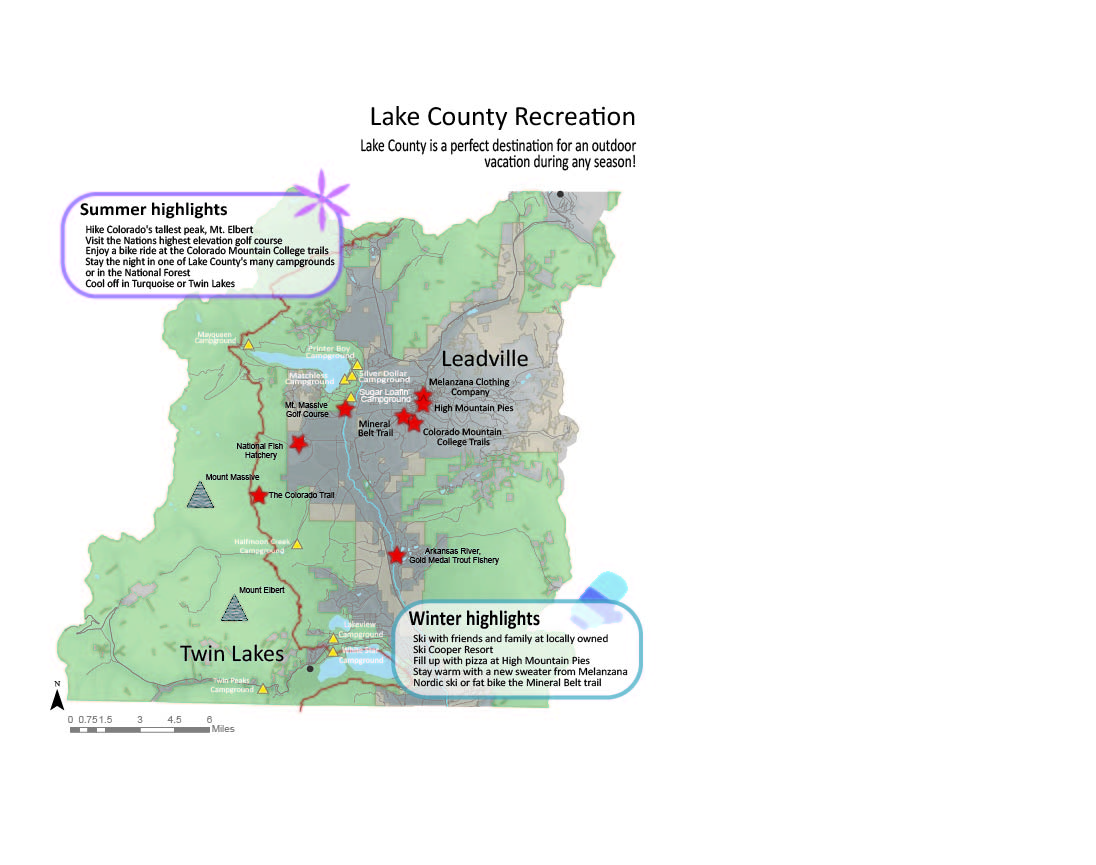 Lake County Recreation
Lake County is a perfect destination for an outdoor
vacation during any season!
Summer highlights
Hike Colorado's tallest peak, Mt. Elbert
Visit the Nations highest elevation golf course
Enjoy a bike ride at the Colorado Mountain College trails
Stay the night in one of Lake County's many campgrounds
or in the National Forest
Cool off in Turquoise or Twin Lakes
Mayqueen
Campground
Printer Boy
Campground
Matchless
Campground
Silver Dollar
Campground
Sugar Loafin
Campground
Leadville
Melanzana Clothing
Company
High Mountain Pies
Mt. Massive
Golf Course
Mineral
Belt Trail
Colorado Mountain
College Trails
National Fish
Hatchery
Mount Massive
The Colorado Trail
Halfmoon Creek
Campground
Arkansas River,
Gold Medal Trout Fishery
Mount Elbert
Lakeview
Campground
Campground
Twin Lakes
Twin Peaks
Campground
Winter highlights
Ski with friends and family at locally owned
Ski Cooper Resort
Fill up with pizza at High Mountain Pies
Stay warm with a new sweater from Melanzana
Nordic ski or fat bike the Mineral Belt trail
N
0 0.75 1.5 3 4.5 6
Miles